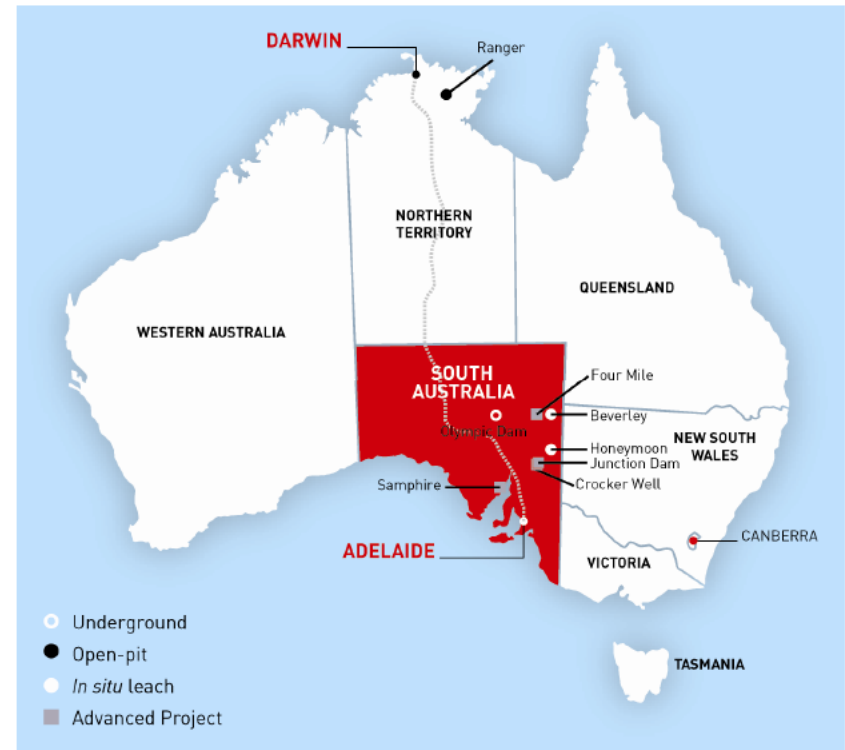 DARWIN
Ranger
NORTHERN
TERRITORY
QUEENSLAND
WESTERN AUSTRALIA
SOUTH
AUSTRALIA
Four Mile
Beverley
Olympic Dam
Honeymoon
NEW SOUTH
WALES
Junction Dam
Crocker Well
Samphire
CANBERRA
ADELAIDE
VICTORIA
Underground
Open-pit
In situ leach
TASMANIA
Advanced Project